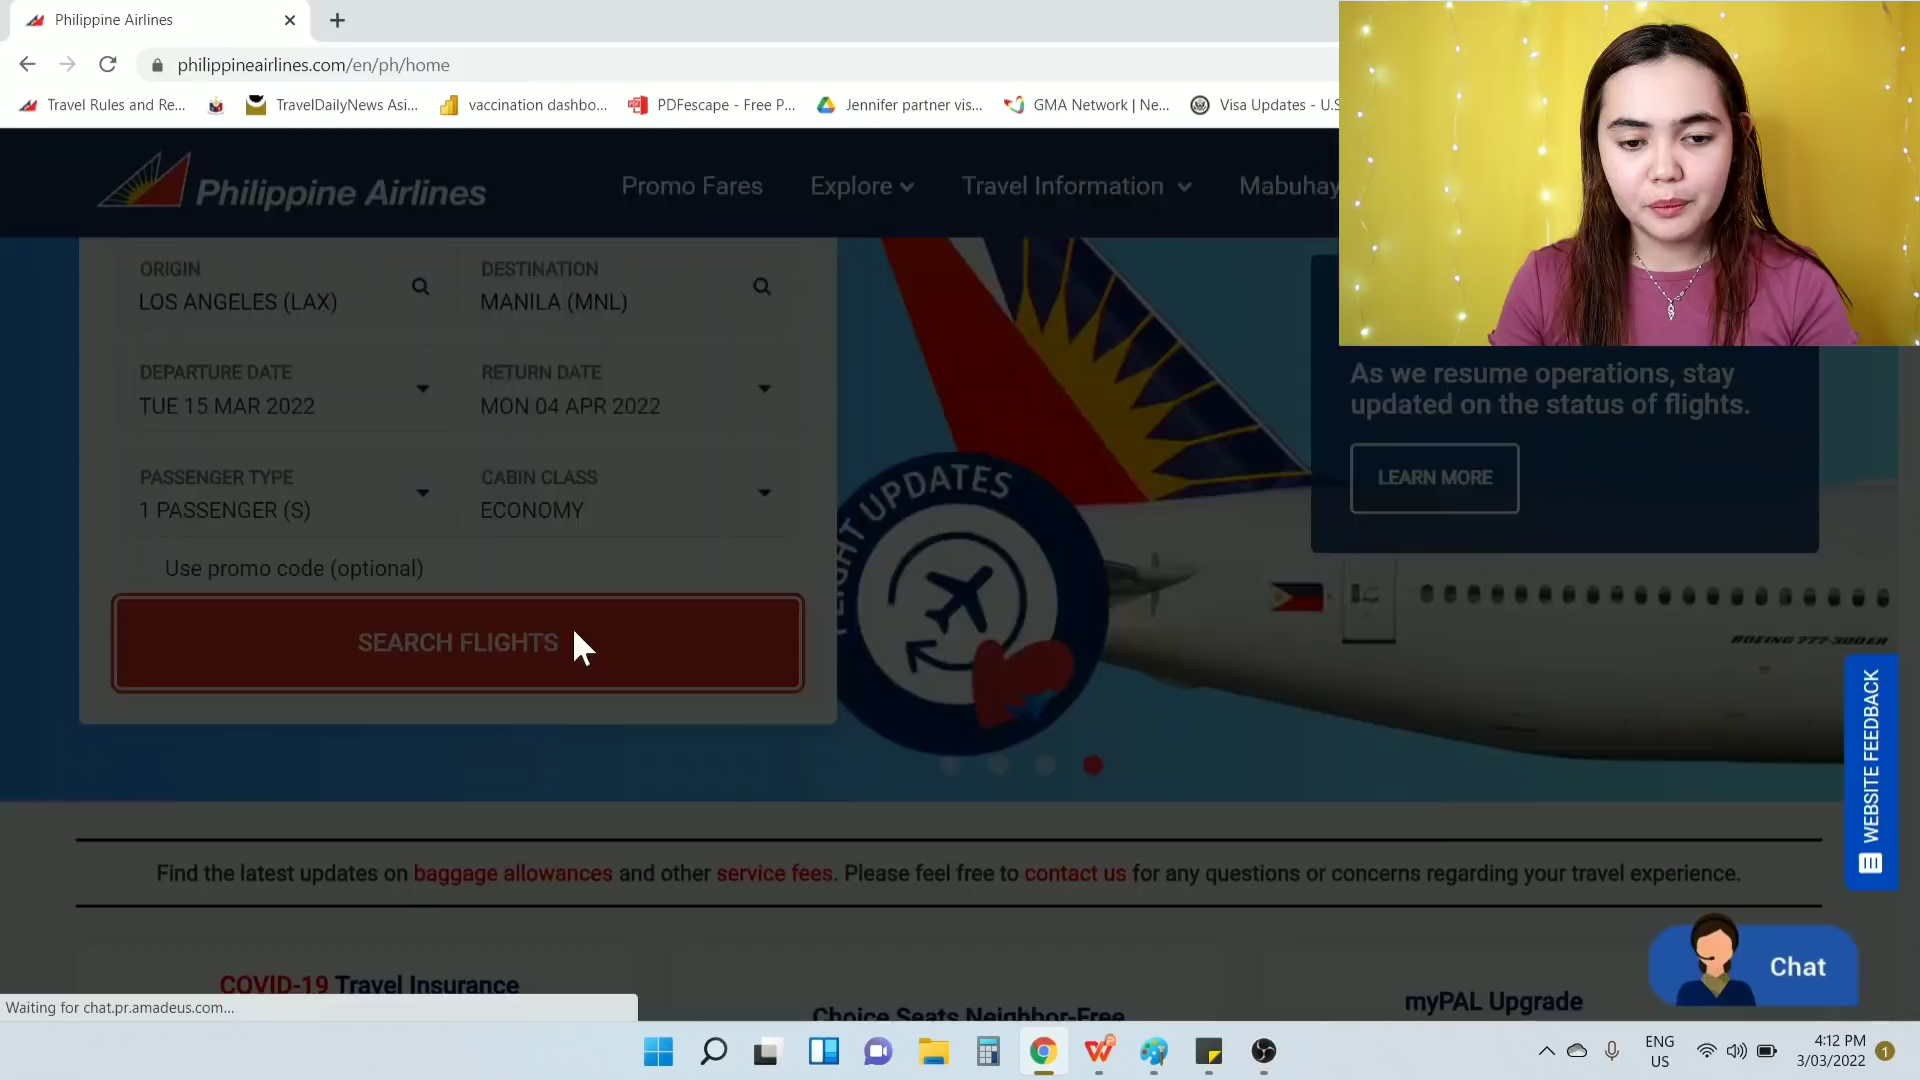 Philippine Airlines
philippineairlines.com/en/ph/home
Travel Rules and Re...
TravelDailyNews Asi...
vaccination dashbo...
PDFescape - Free P...
Jennifer partner vis...
GMA Network | Ne...
Visa Updates - U.S
Philippine Airlines
Promo Fares
Explore
Travel Information
Mabuhay
ORIGIN
LOS ANGELES (LAX)
DESTINATION
MANILA (MNL)
DEPARTURE DATE
TUE 15 MAR 2022
RETURN DATE
MON 04 APR 2022
PASSENGER TYPE
1 PASSENGER (S)
CABIN CLASS
ECONOMY
Use promo code (optional)
SEARCH FLIGHTS
FLIGHT UPDATES
As we resume operations, stay
updated on the status of flights.
LEARN MORE
BOEING 777-300ER
WEBSITE FEEDBACK
Find the latest updates on baggage allowances and other service fees. Please feel free to contact us for any questions or concerns regarding your travel experience.
COVID-19 Travel Insurance
Choice Seats Neighbor-Free
myPAL Upgrade
Chat
Waiting for chat.pr.amadeus.com...
ENG
US
4:12 PM
3/03/2022
1